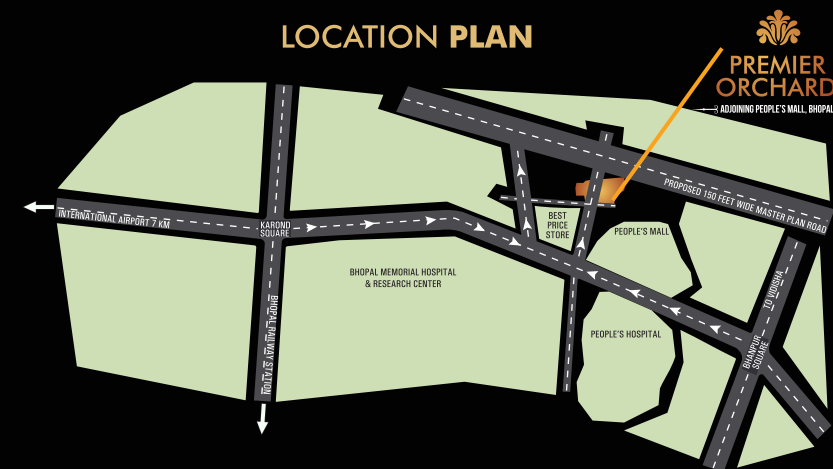 LOCATION PLAN
PREMIER
ORCHARD
ADJOINING PEOPLE'S MALL, BHOPAL
PROPOSED 150 FEET WIDE MASTER PLAN ROAD
INTERNATIONAL AIRPORT 7 KM
KAROND
SQUARE
BEST
PRICE
STORE
PEOPLE'S MALL
BHOPAL MEMORIAL HOSPITAL
& RESEARCH CENTER
TO VIDISHA
BHOPAL RAILWAY STATION
PEOPLE'S HOSPITAL
BHANPUR
SQUARE